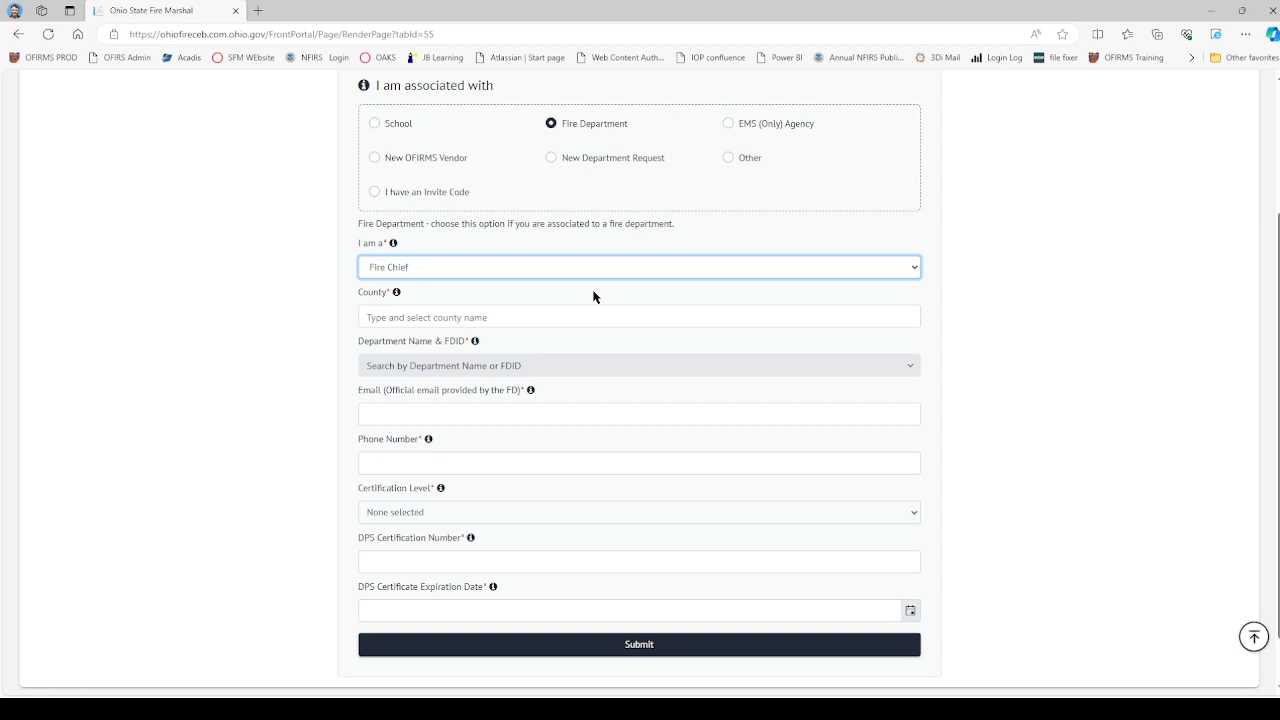 Ohio State Fire Marshal
https://ohiofireceb.com.ohio.gov/FrontPortal/Page/RenderPage?tabId=55
OFIRMS PROD OFIRS Admin Acadis SFM WEbsite NFIRS Login OAKS JB Learning Atlassian | Start page Web Content Auth... IOP confluence Power BI Annual NFIRS Publi... 3Di Mail Login Log file fixer OFIRMS Training Other favorites
I am associated with
School Fire Department EMS (Only) Agency
New OFIRMS Vendor New Department Request Other
I have an Invite Code
Fire Department - choose this option if you are associated to a fire department.
I am a*
Fire Chief
County*
Type and select county name
Department Name & FDID*
Search by Department Name or FDID
Email (Official email provided by the FD)*
Phone Number*
Certification Level*
None selected
DPS Certification Number*
DPS Certificate Expiration Date*
Submit